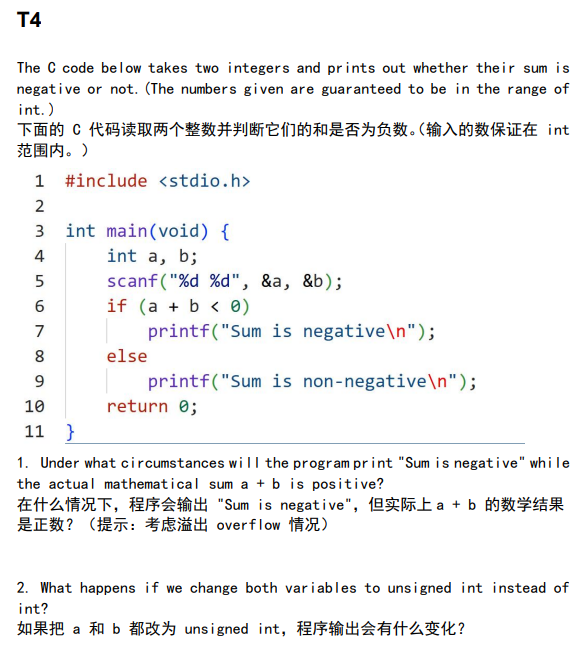 T4
The C code below takes two integers and prints out whether their sum is
negative or not.(The numbers given are guaranteed to be in the range of
int.)
下面的 C 代码读取两个整数并判断它们的和是否为负数。(输入的数保证在 int
范围内。)
1 #include <stdio.h>
2
3 int main(void) {
4     int a, b;
5     scanf("%d %d", &a, &b);
6     if (a + b < 0)
7         printf("Sum is negative\n");
8     else
9         printf("Sum is non-negative\n");
10     return 0;
11 }
1. Under what circumstances will the program print "Sum is negative" while
the actual mathematical sum a + b is positive?
在什么情况下，程序会输出 "Sum is negative"，但实际上 a + b 的数学结果
是正数？（提示：考虑溢出 overflow 情况）
2. What happens if we change both variables to unsigned int instead of
int?
如果把 a 和 b 都改为 unsigned int，程序输出会有什么变化？